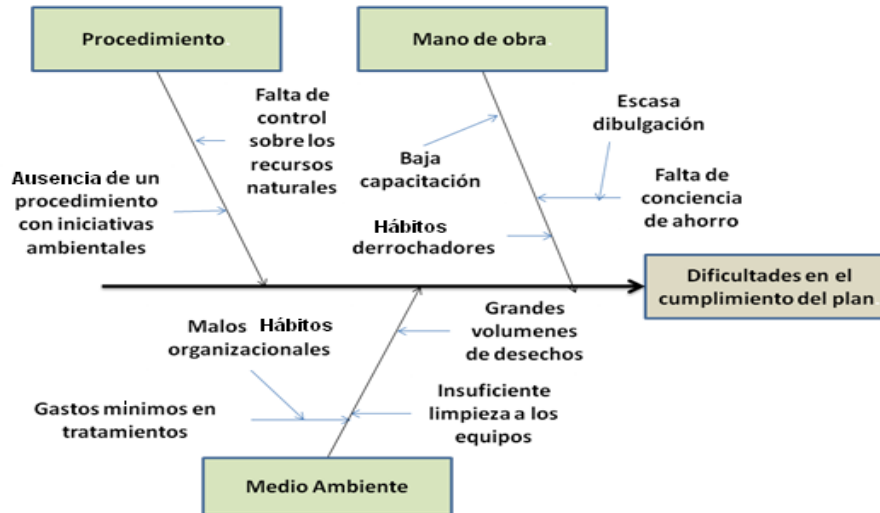 Procedimiento.
Mano de obra.
Falta de
control
sobre los
recursos
naturales
Ausencia de un
procedimiento
con iniciativas
ambientales
Baja
capacitación
Escasa
dibulgación
Falta de
conciencia
de ahorro
Hábitos
derrochadores
Dificultades en el
cumplimiento del plan.
Malos Hábitos
organizacionales
Grandes
volumenes
de desechos
Gastos mínimos en
tratamientos
Insuficiente
limpieza a los
equipos
Medio Ambiente